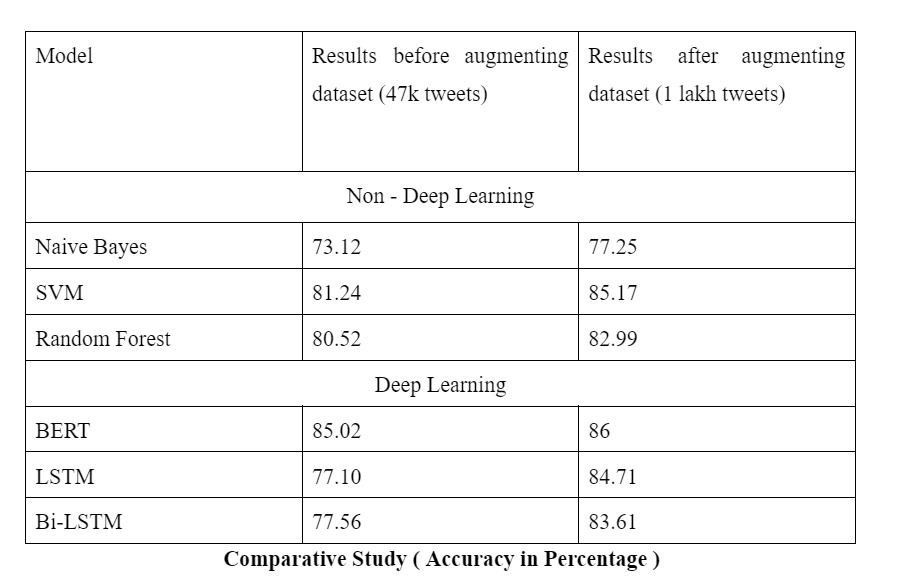 Model
Results before augmenting
dataset (47k tweets)
Results after augmenting
dataset (1 lakh tweets)
Non - Deep Learning
Naive Bayes 73.12 77.25
SVM 81.24 85.17
Random Forest 80.52 82.99
Deep Learning
BERT 85.02 86
LSTM 77.10 84.71
Bi-LSTM 77.56 83.61
Comparative Study ( Accuracy in Percentage )